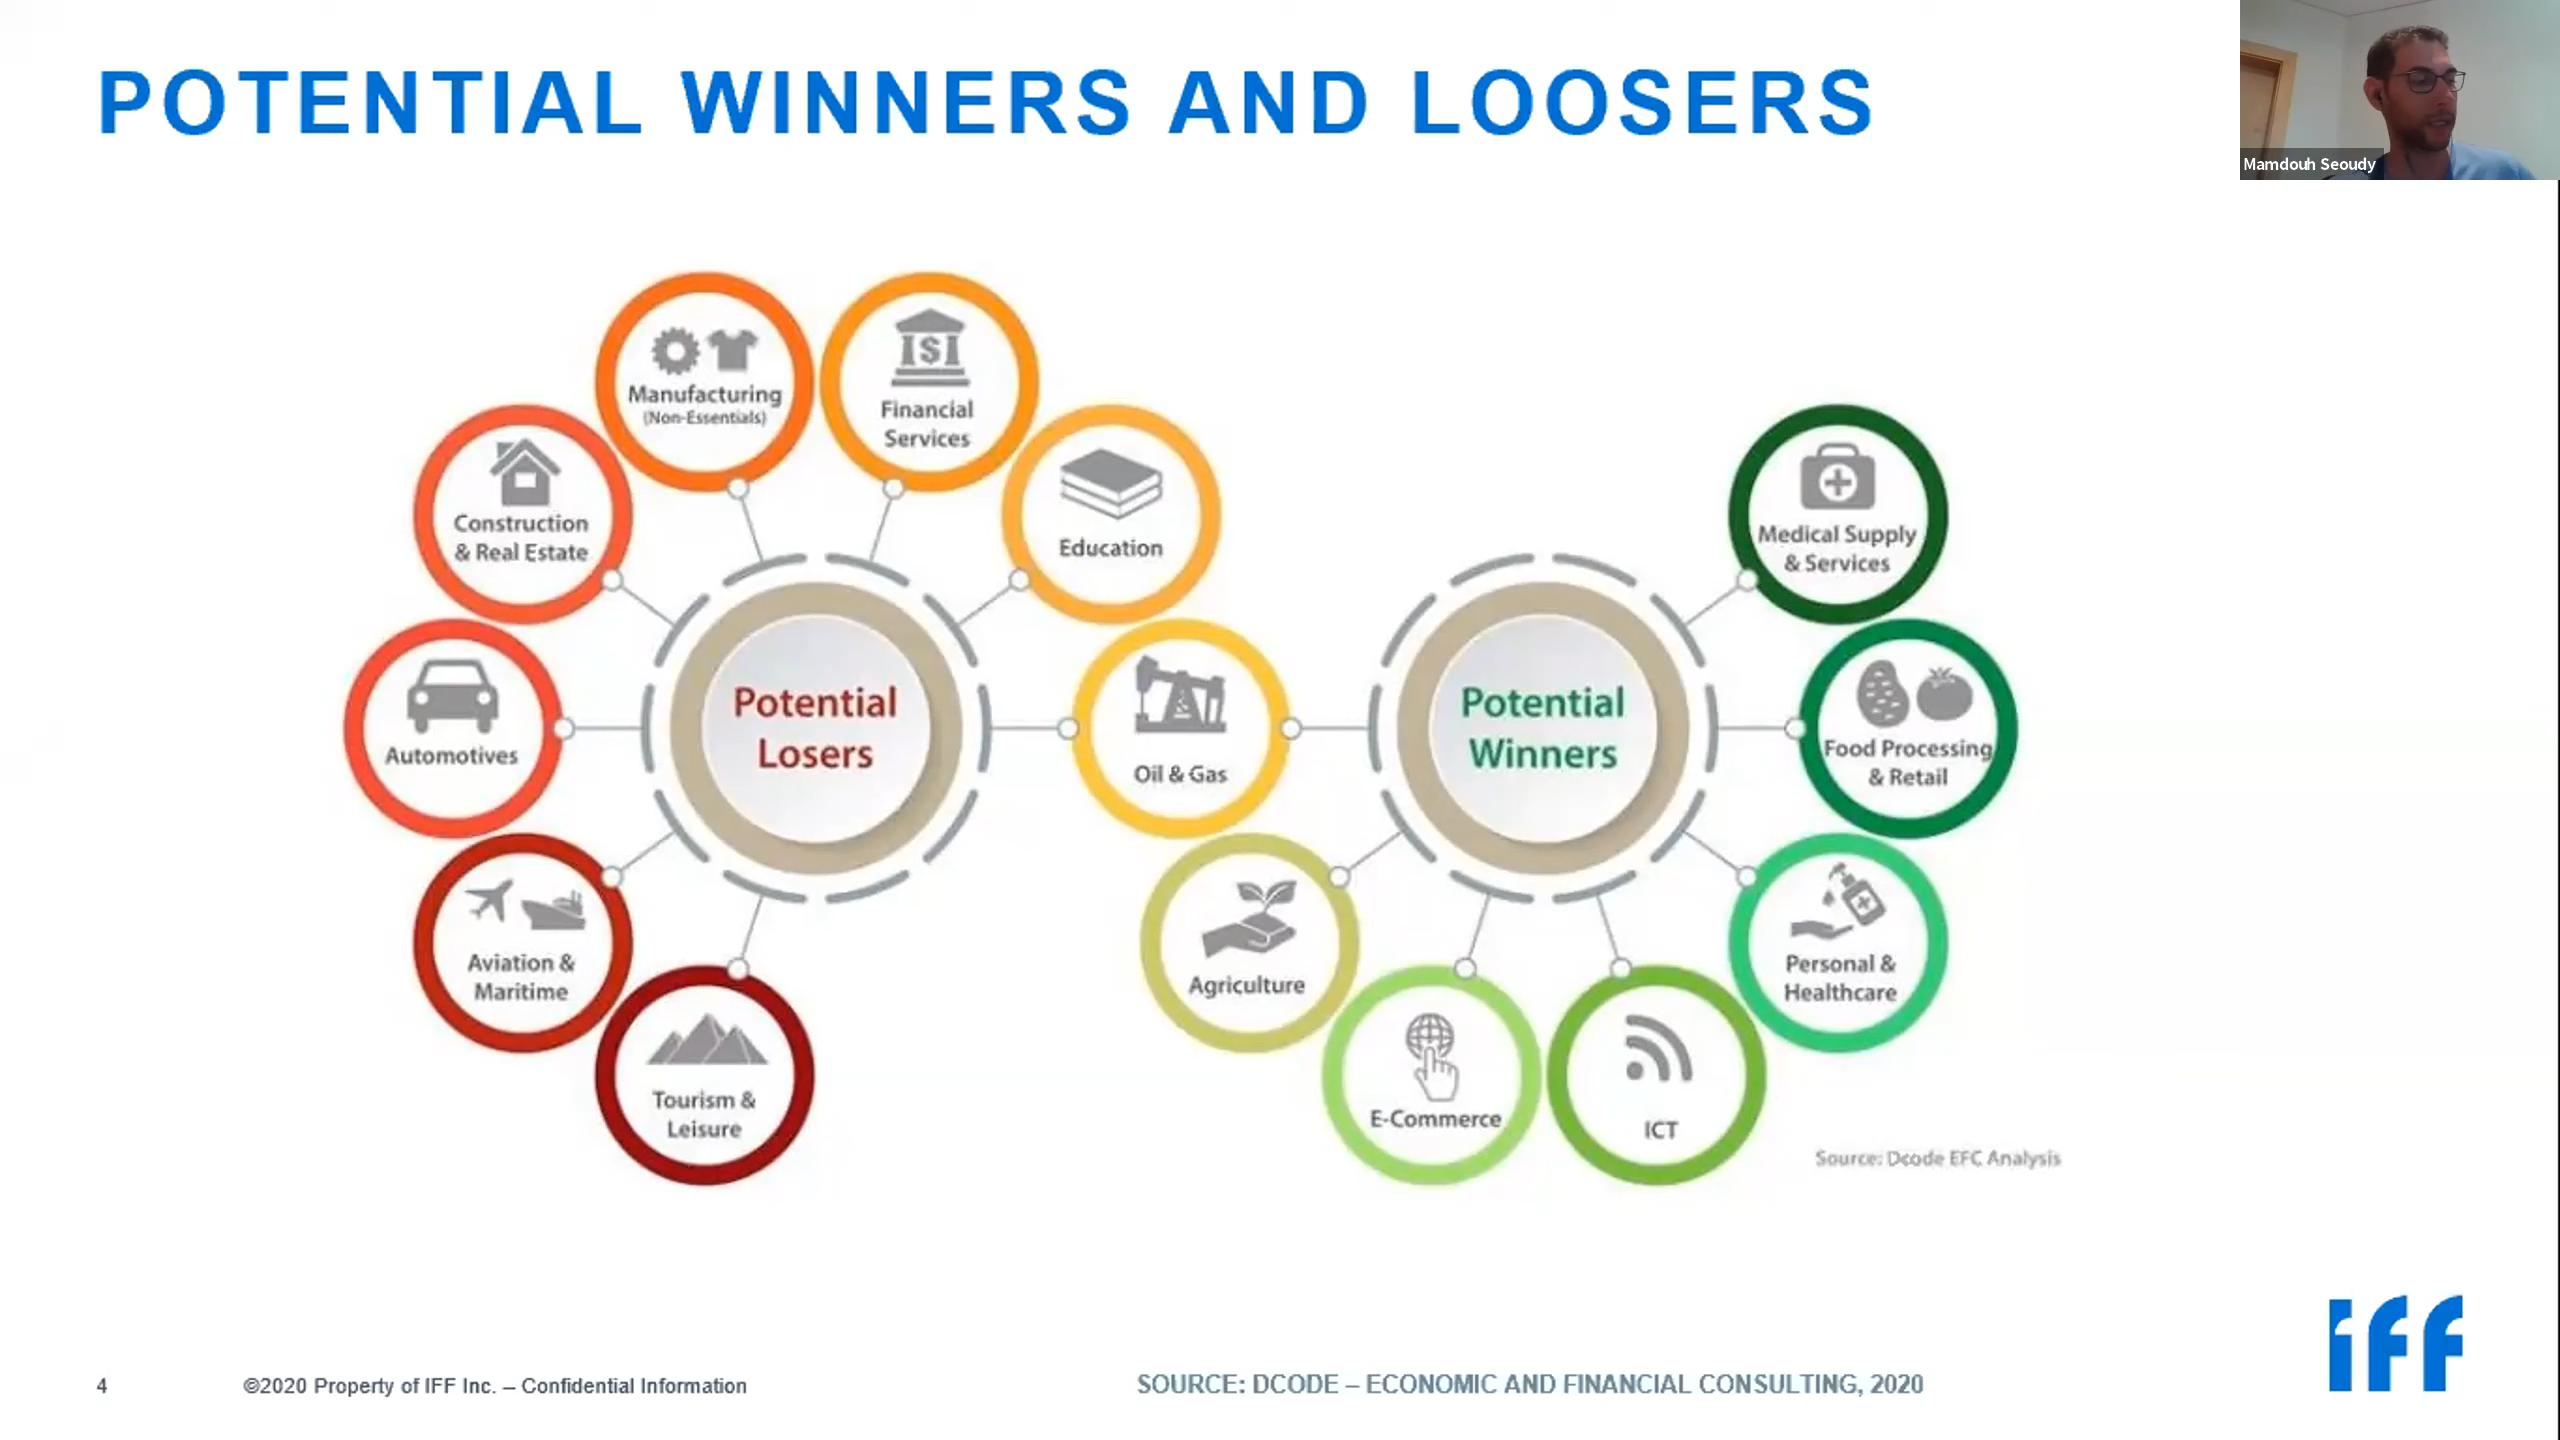 POTENTIAL WINNERS AND LOOSERS
Mamdouh Seoudy
Manufacturing
(Non-Essentials)
Financial
Services
Construction
& Real Estate
Education
Automotives
Potential
Losers
Oil & Gas
Aviation &
Maritime
Tourism &
Leisure
Potential
Winners
Medical Supply
& Services
Food Processing
& Retail
Personal &
Healthcare
Agriculture
E-Commerce
ICT
Source: Dcode EFC Analysis
4
©2020 Property of IFF Inc. – Confidential Information
SOURCE: DCODE – ECONOMIC AND FINANCIAL CONSULTING, 2020
iff